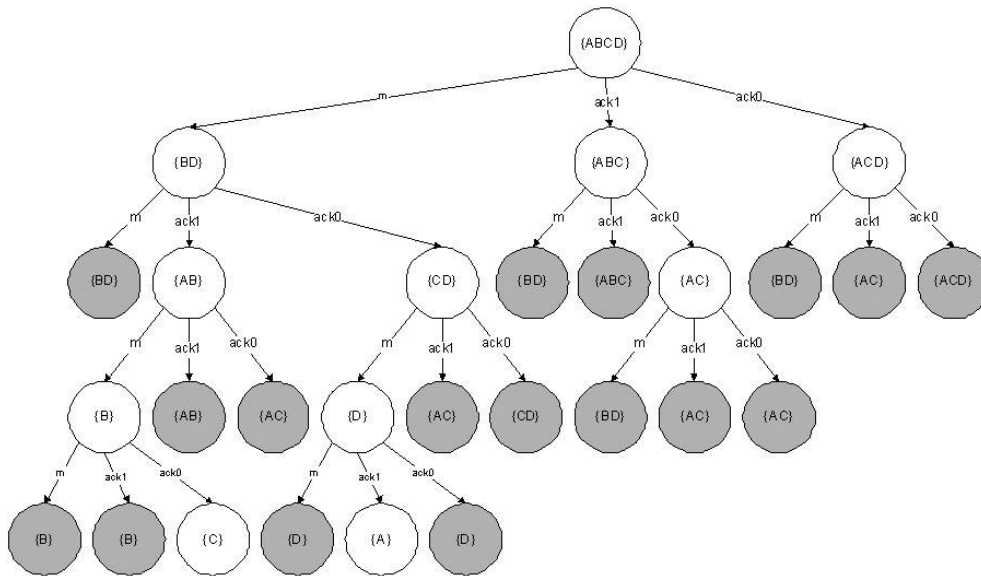 {ABCD}
m ack1 ack0
{BD} {ABC} {ACD}
m ack1 ack0 m ack1 ack0 m ack1 ack0
{BD} {AB} {CD} {BD} {ABC} {AC} {BD} {AC} {ACD}
m ack1 ack0 m ack1 ack0 m ack1 ack0
{B} {AB} {AC} {D} {AC} {CD} {BD} {AC} {AC}
m ack1 ack0 m ack1 ack0
{B} {B} {C} {D} {A} {D}